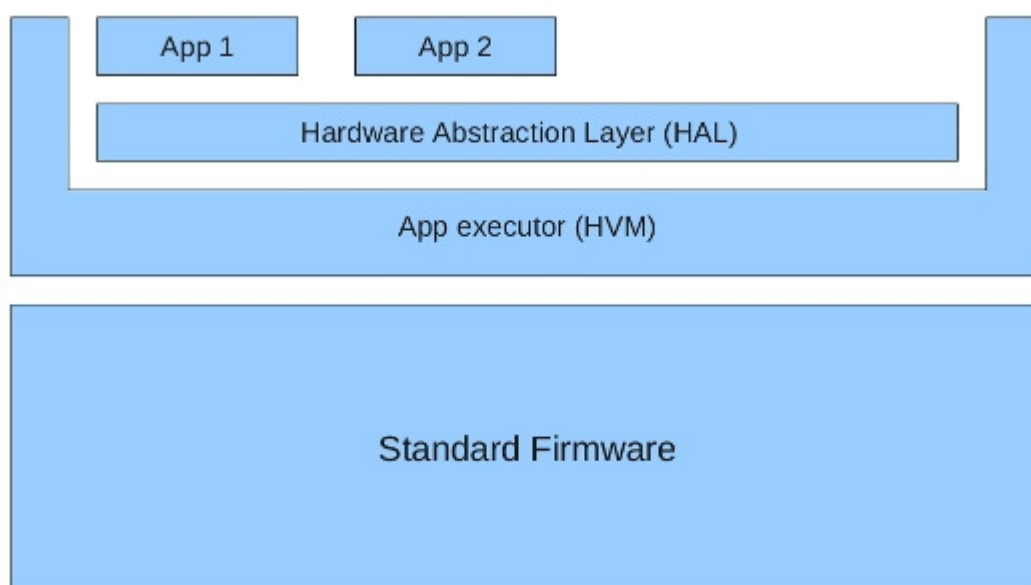 App 1
App 2
Hardware Abstraction Layer (HAL)
App executor (HVM)
Standard Firmware